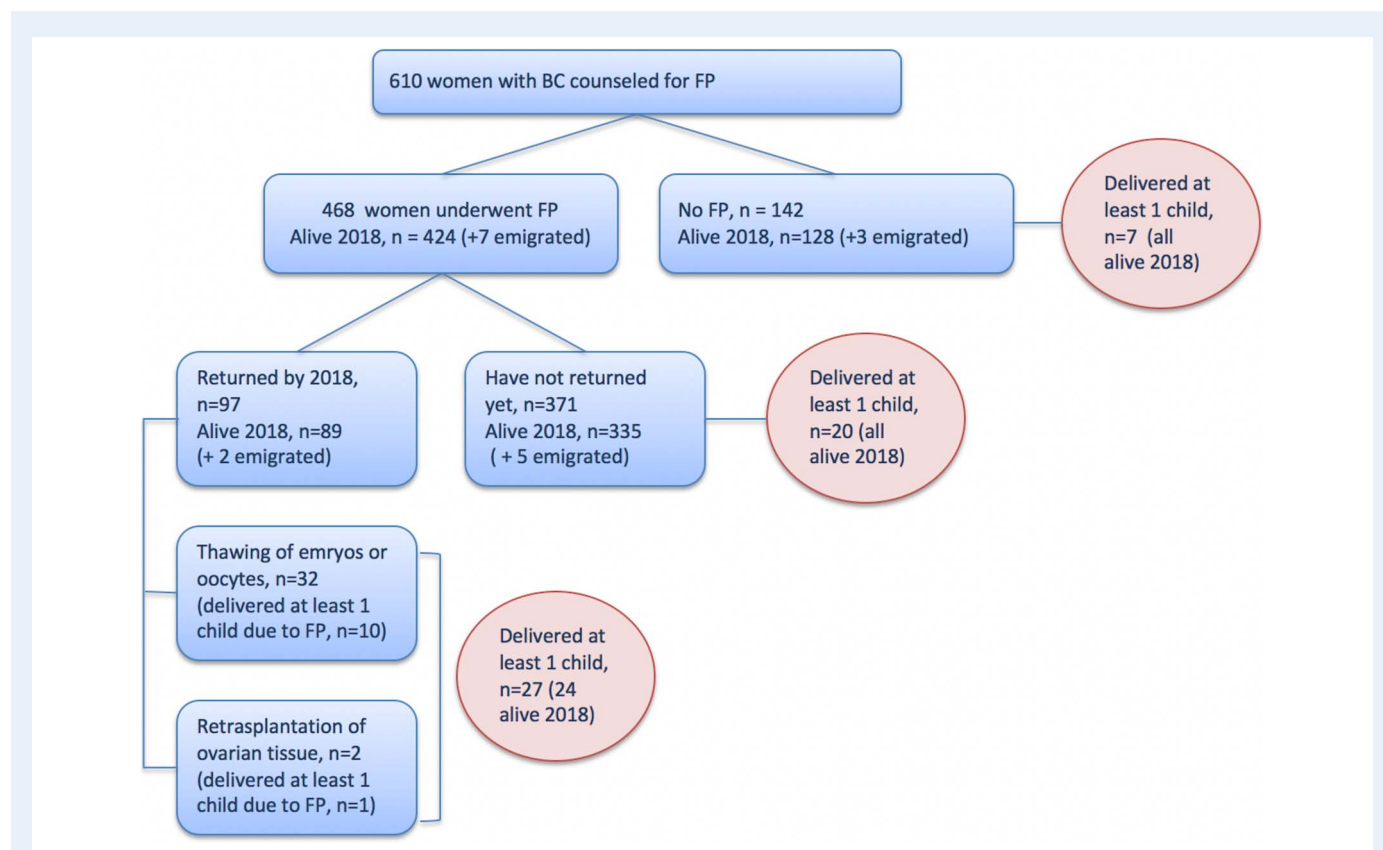 610 women with BC counseled for FP
468 women underwent FP
Alive 2018, n = 424 (+7 emigrated)
No FP, n = 142
Alive 2018, n=128 (+3 emigrated)
Delivered at
least 1 child,
n=7 (all
alive 2018)
Returned by 2018,
n=97
Alive 2018, n=89
(+ 2 emigrated)
Have not returned
yet, n=371
Alive 2018, n=335
( + 5 emigrated)
Delivered at
least 1 child,
n=20 (all
alive 2018)
Thawing of emryos or
oocytes, n=32
(delivered at least 1
child due to FP, n=10)
Delivered at
least 1 child,
n=27 (24
alive 2018)
Retrasplantation of
ovarian tissue, n=2
(delivered at least 1
child due to FP, n=1)